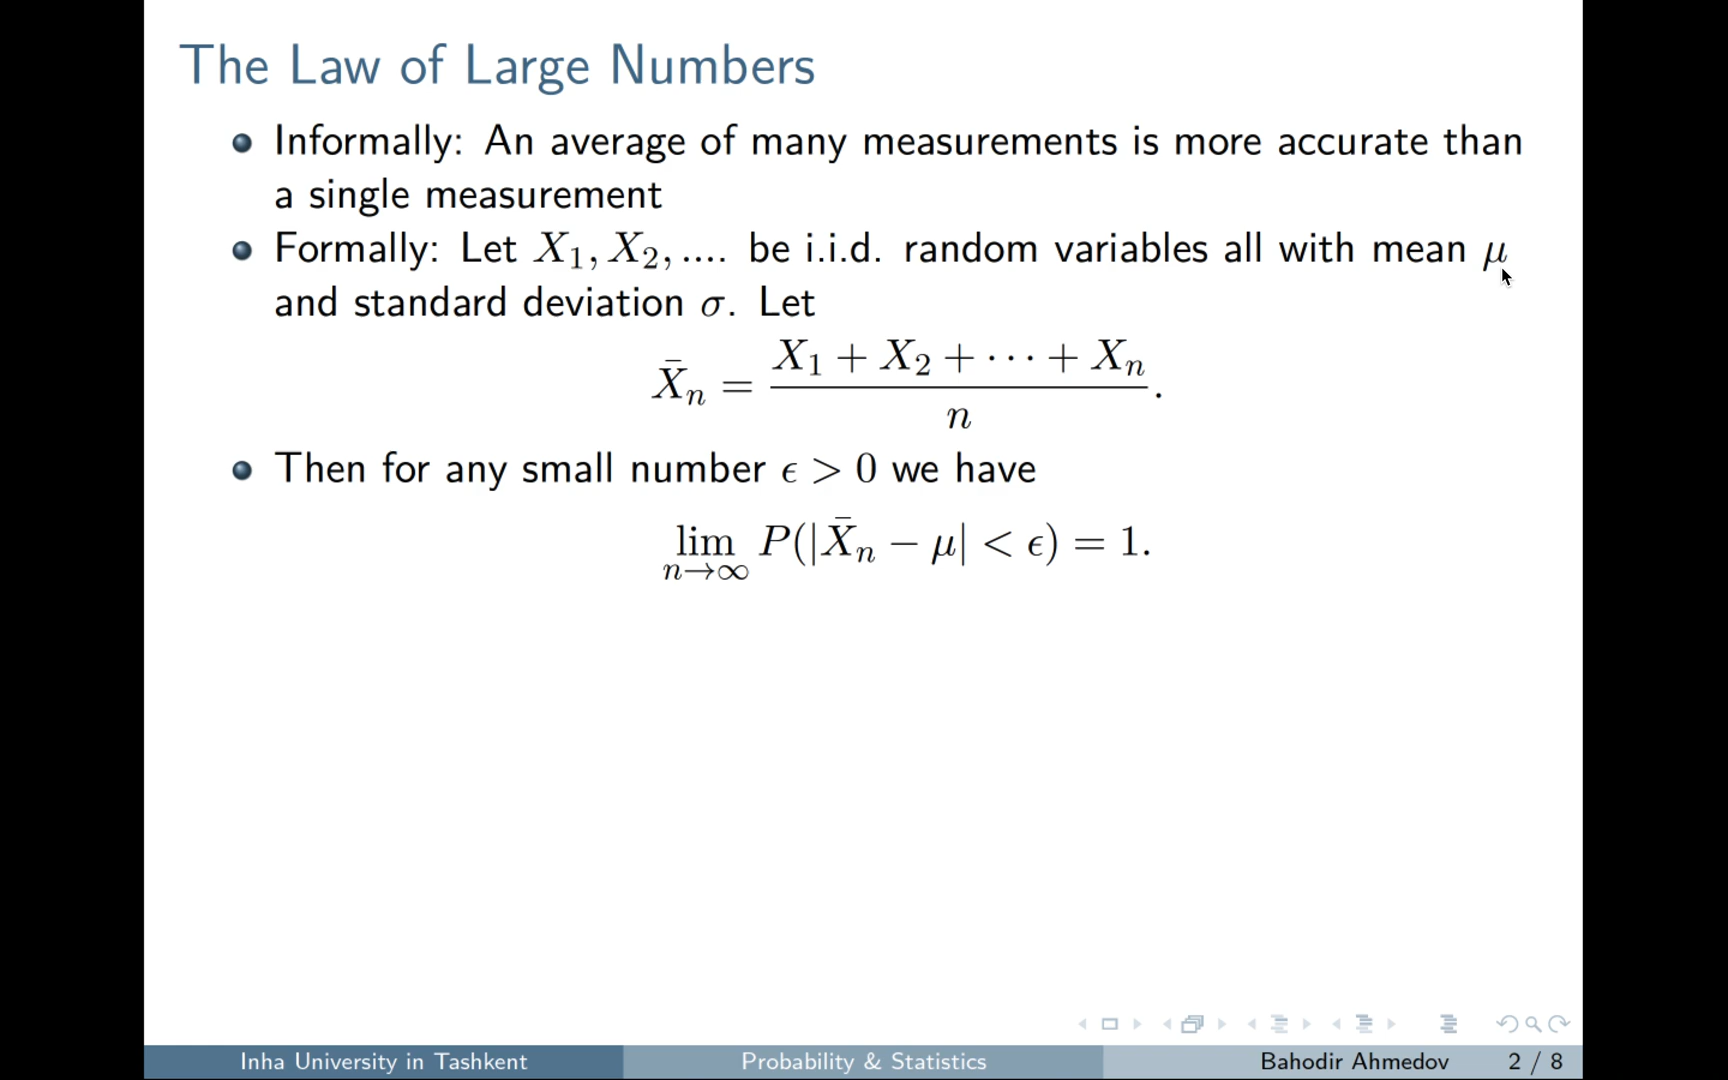 The Law of Large Numbers
Informally: An average of many measurements is more accurate than
a single measurement
Formally: Let X₁, X₂, .... be i.i.d. random variables all with mean μ
and standard deviation σ. Let
X̄ₙ = (X₁ + X₂ + ⋯ + Xₙ) / n .
Then for any small number ϵ > 0 we have
lim n→∞ P(|X̄ₙ − μ| < ϵ) = 1.
Inha University in Tashkent Probability & Statistics Bahodir Ahmedov 2 / 8